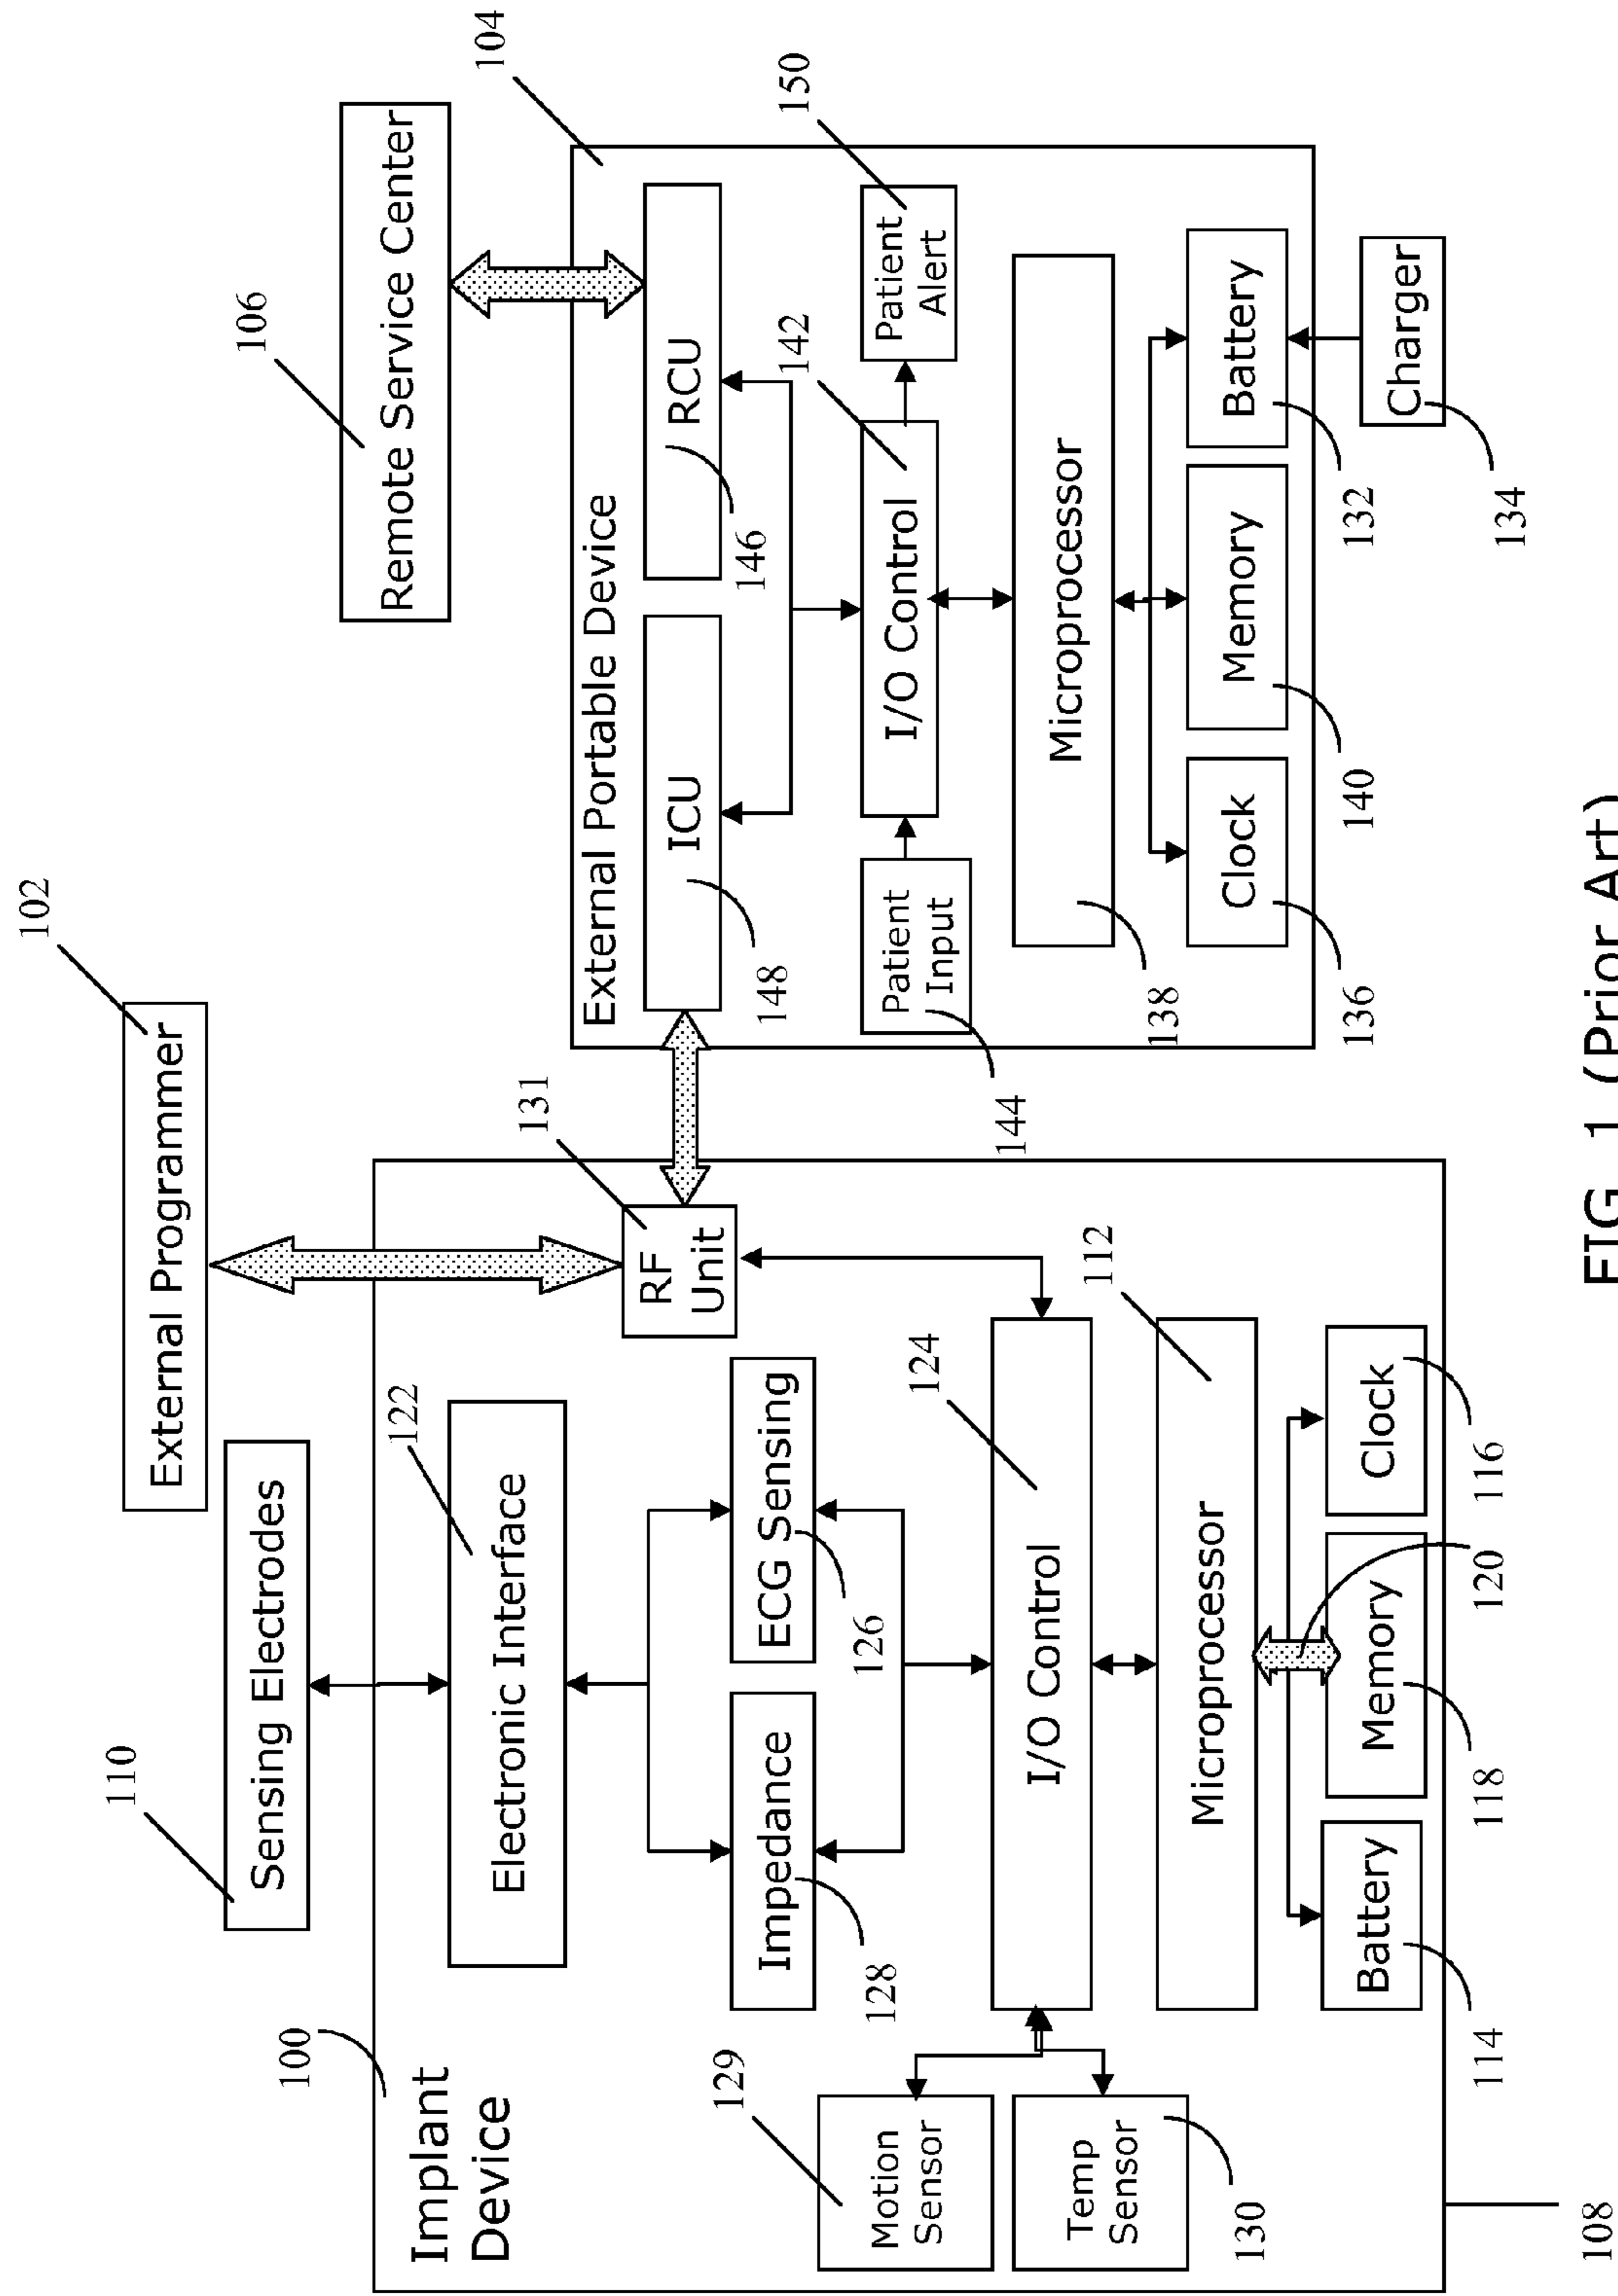 102
External Programmer
106
Remote Service Center
110
Sensing Electrodes
104
100
Implant
Device
122
Electronic Interface
131
RF
Unit
External Portable Device
148
ICU
146
RCU
150
Patient
Alert
142
I/O Control
Patient
Input
144
128
Impedance
126
ECG Sensing
129
Motion
Sensor
Temp
Sensor
130
124
I/O Control
112
Microprocessor
Microprocessor
138
114
Battery
118
Memory
120
116
Clock
136
Clock
140
Memory
132
Battery
134
Charger
108
FIG. 1 (Prior Art)